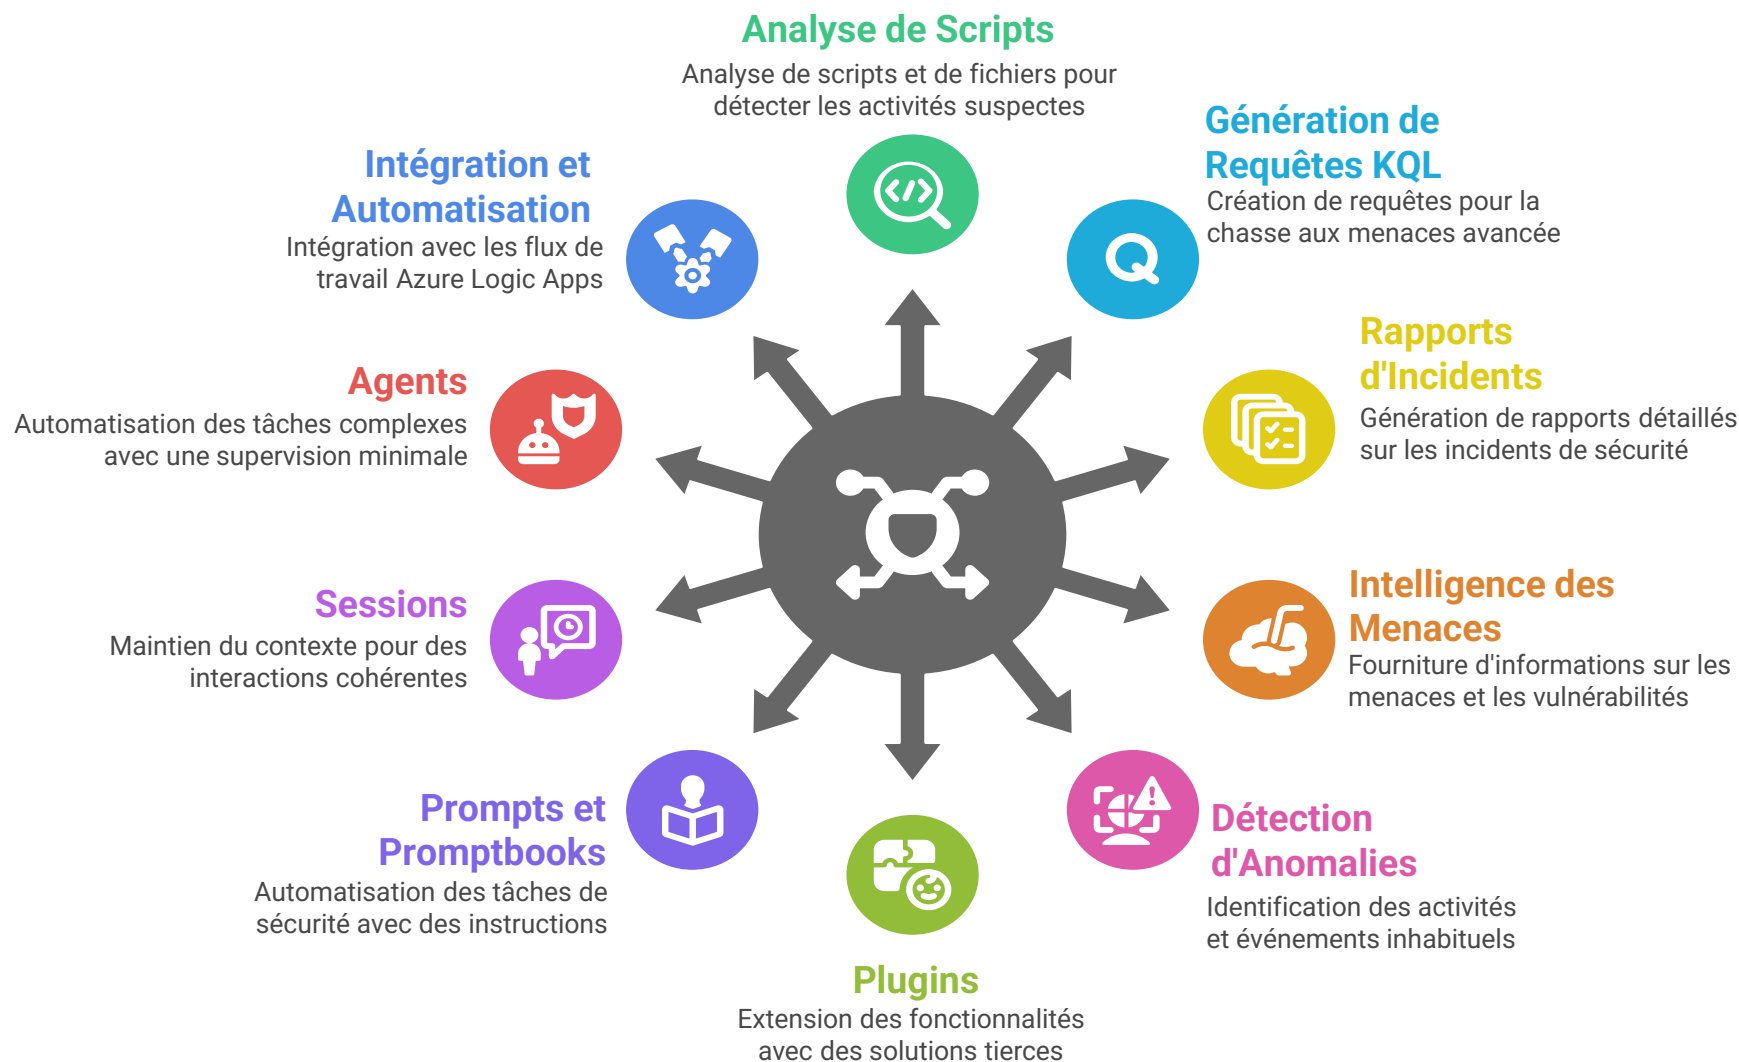 Analyse de Scripts
Analyse de scripts et de fichiers pour
détecter les activités suspectes
Génération de
Requêtes KQL
Création de requêtes pour la
chasse aux menaces avancée
Rapports
d'Incidents
Génération de rapports détaillés
sur les incidents de sécurité
Intelligence des
Menaces
Fourniture d'informations sur les
menaces et les vulnérabilités
Détection
d'Anomalies
Identification des activités
et événements inhabituels
Plugins
Extension des fonctionnalités
avec des solutions tierces
Prompts et
Promptbooks
Automatisation des tâches de
sécurité avec des instructions
Sessions
Maintien du contexte pour des
interactions cohérentes
Agents
Automatisation des tâches complexes
avec une supervision minimale
Intégration et
Automatisation
Intégration avec les flux de
travail Azure Logic Apps